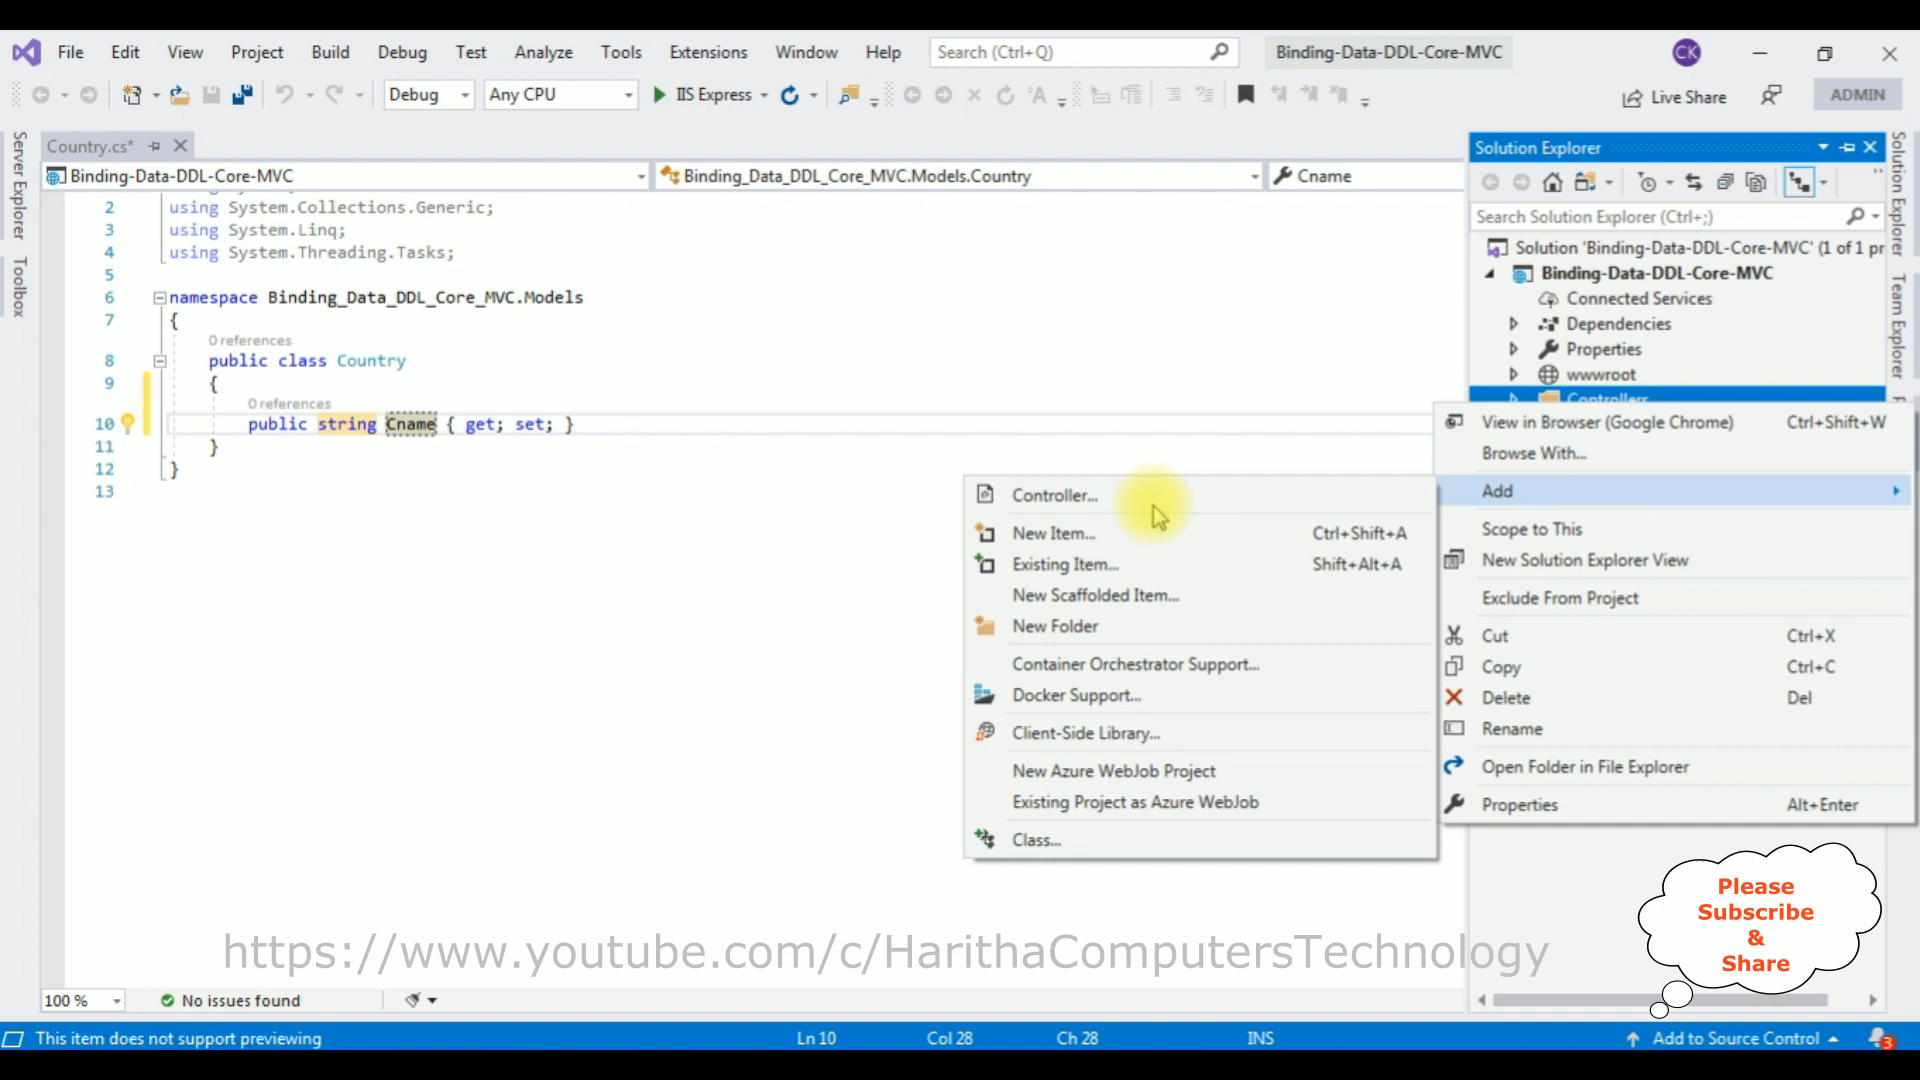 File Edit View Project Build Debug Test Analyze Tools Extensions Window Help Search (Ctrl+Q) Binding-Data-DDL-Core-MVC CK
Debug Any CPU IIS Express Live Share ADMIN
Server Explorer
Toolbox
Country.cs*
Binding-Data-DDL-Core-MVC Binding_Data_DDL_Core_MVC.Models.Country Cname
2 using System.Collections.Generic;
3 using System.Linq;
4 using System.Threading.Tasks;
5
6 namespace Binding_Data_DDL_Core_MVC.Models
7 {
0 references
8 public class Country
9 {
0 references
10 public string Cname { get; set; }
11 }
12 }
13
Solution Explorer
Search Solution Explorer (Ctrl+;)
Solution 'Binding-Data-DDL-Core-MVC' (1 of 1 pr
Binding-Data-DDL-Core-MVC
Connected Services
Dependencies
Properties
wwwroot
Controllers
Solution Explorer
Team Explorer
View in Browser (Google Chrome) Ctrl+Shift+W
Browse With...
Add
Scope to This
New Solution Explorer View
Exclude From Project
Cut Ctrl+X
Copy Ctrl+C
Delete Del
Rename
Open Folder in File Explorer
Properties Alt+Enter
Controller...
New Item... Ctrl+Shift+A
Existing Item... Shift+Alt+A
New Scaffolded Item...
New Folder
Container Orchestrator Support...
Docker Support...
Client-Side Library...
New Azure WebJob Project
Existing Project as Azure WebJob
Class...
Please
Subscribe
&
Share
https://www.youtube.com/c/HarithaComputersTechnology
100 % No issues found
This item does not support previewing Ln 10 Col 28 Ch 28 INS Add to Source Control 3